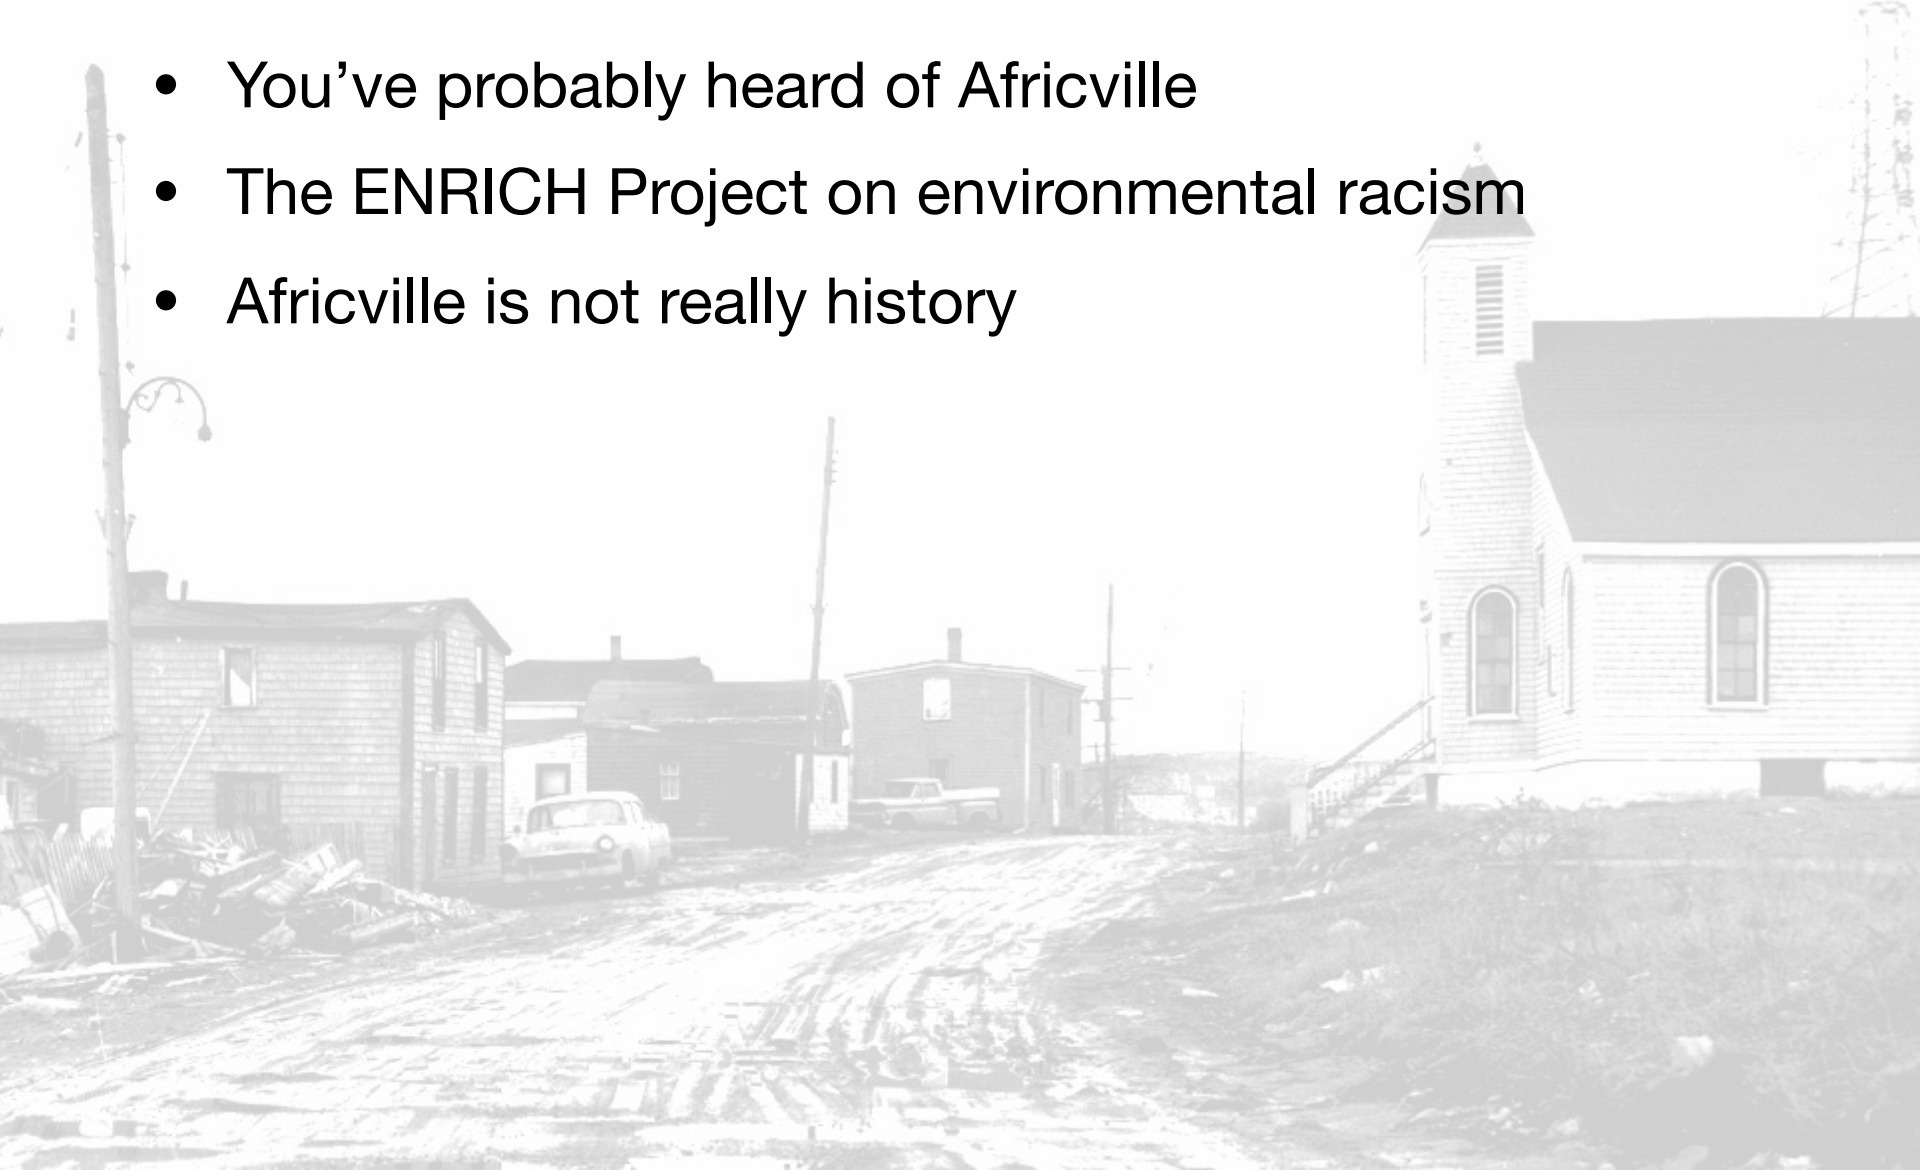 • You’ve probably heard of Africville
• The ENRICH Project on environmental racism
• Africville is not really history